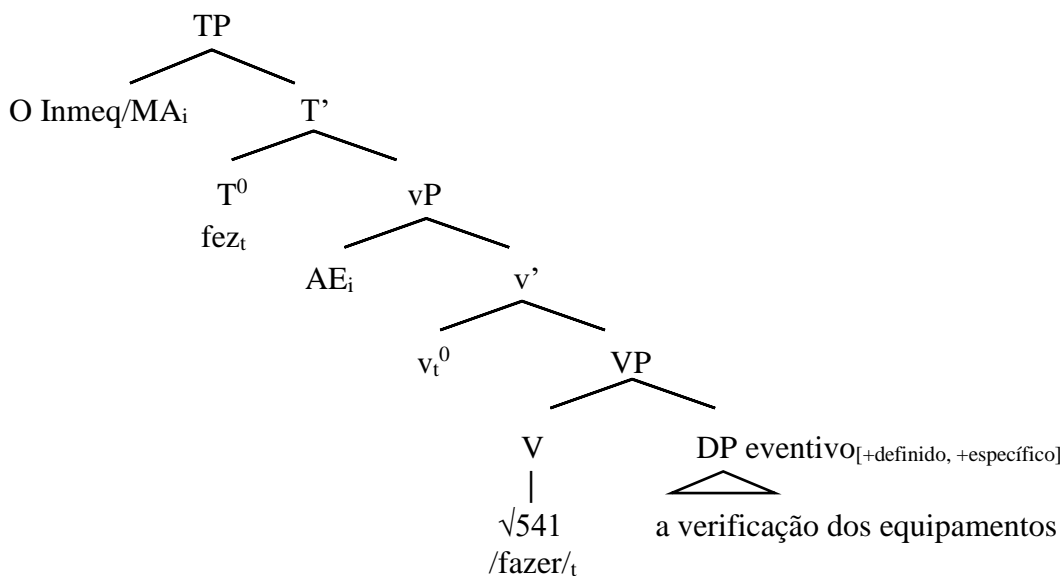 TP
O Inmeq/MAᵢ T’
T⁰ vP
fezₜ
AEᵢ v’
vₜ⁰ VP
V DP eventivo[+definido, +específico]
√541 a verificação dos equipamentos
/fazer/ₜ